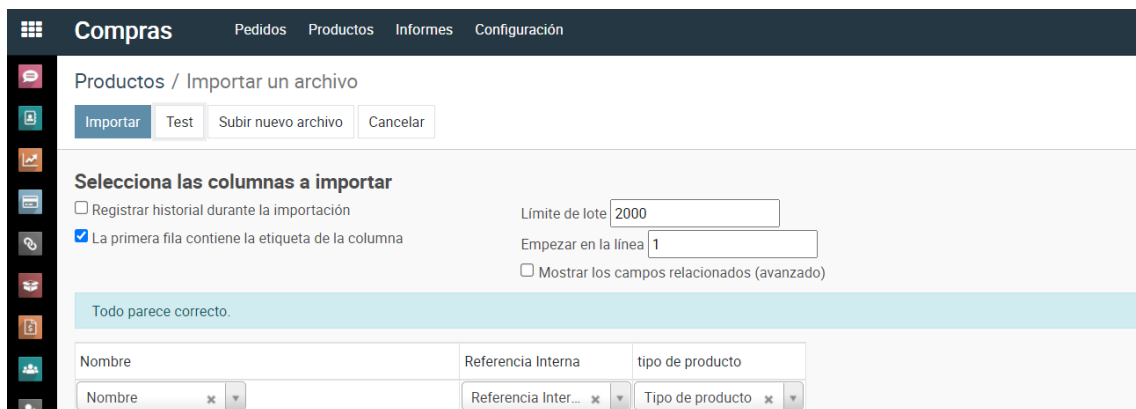 Compras Pedidos Productos Informes Configuración
Productos / Importar un archivo
Importar Test Subir nuevo archivo Cancelar
Selecciona las columnas a importar
Registrar historial durante la importación
Límite de lote 2000
La primera fila contiene la etiqueta de la columna
Empezar en la línea 1
Mostrar los campos relacionados (avanzado)
Todo parece correcto.
Nombre Referencia Interna tipo de producto
Nombre Referencia Inter... Tipo de producto